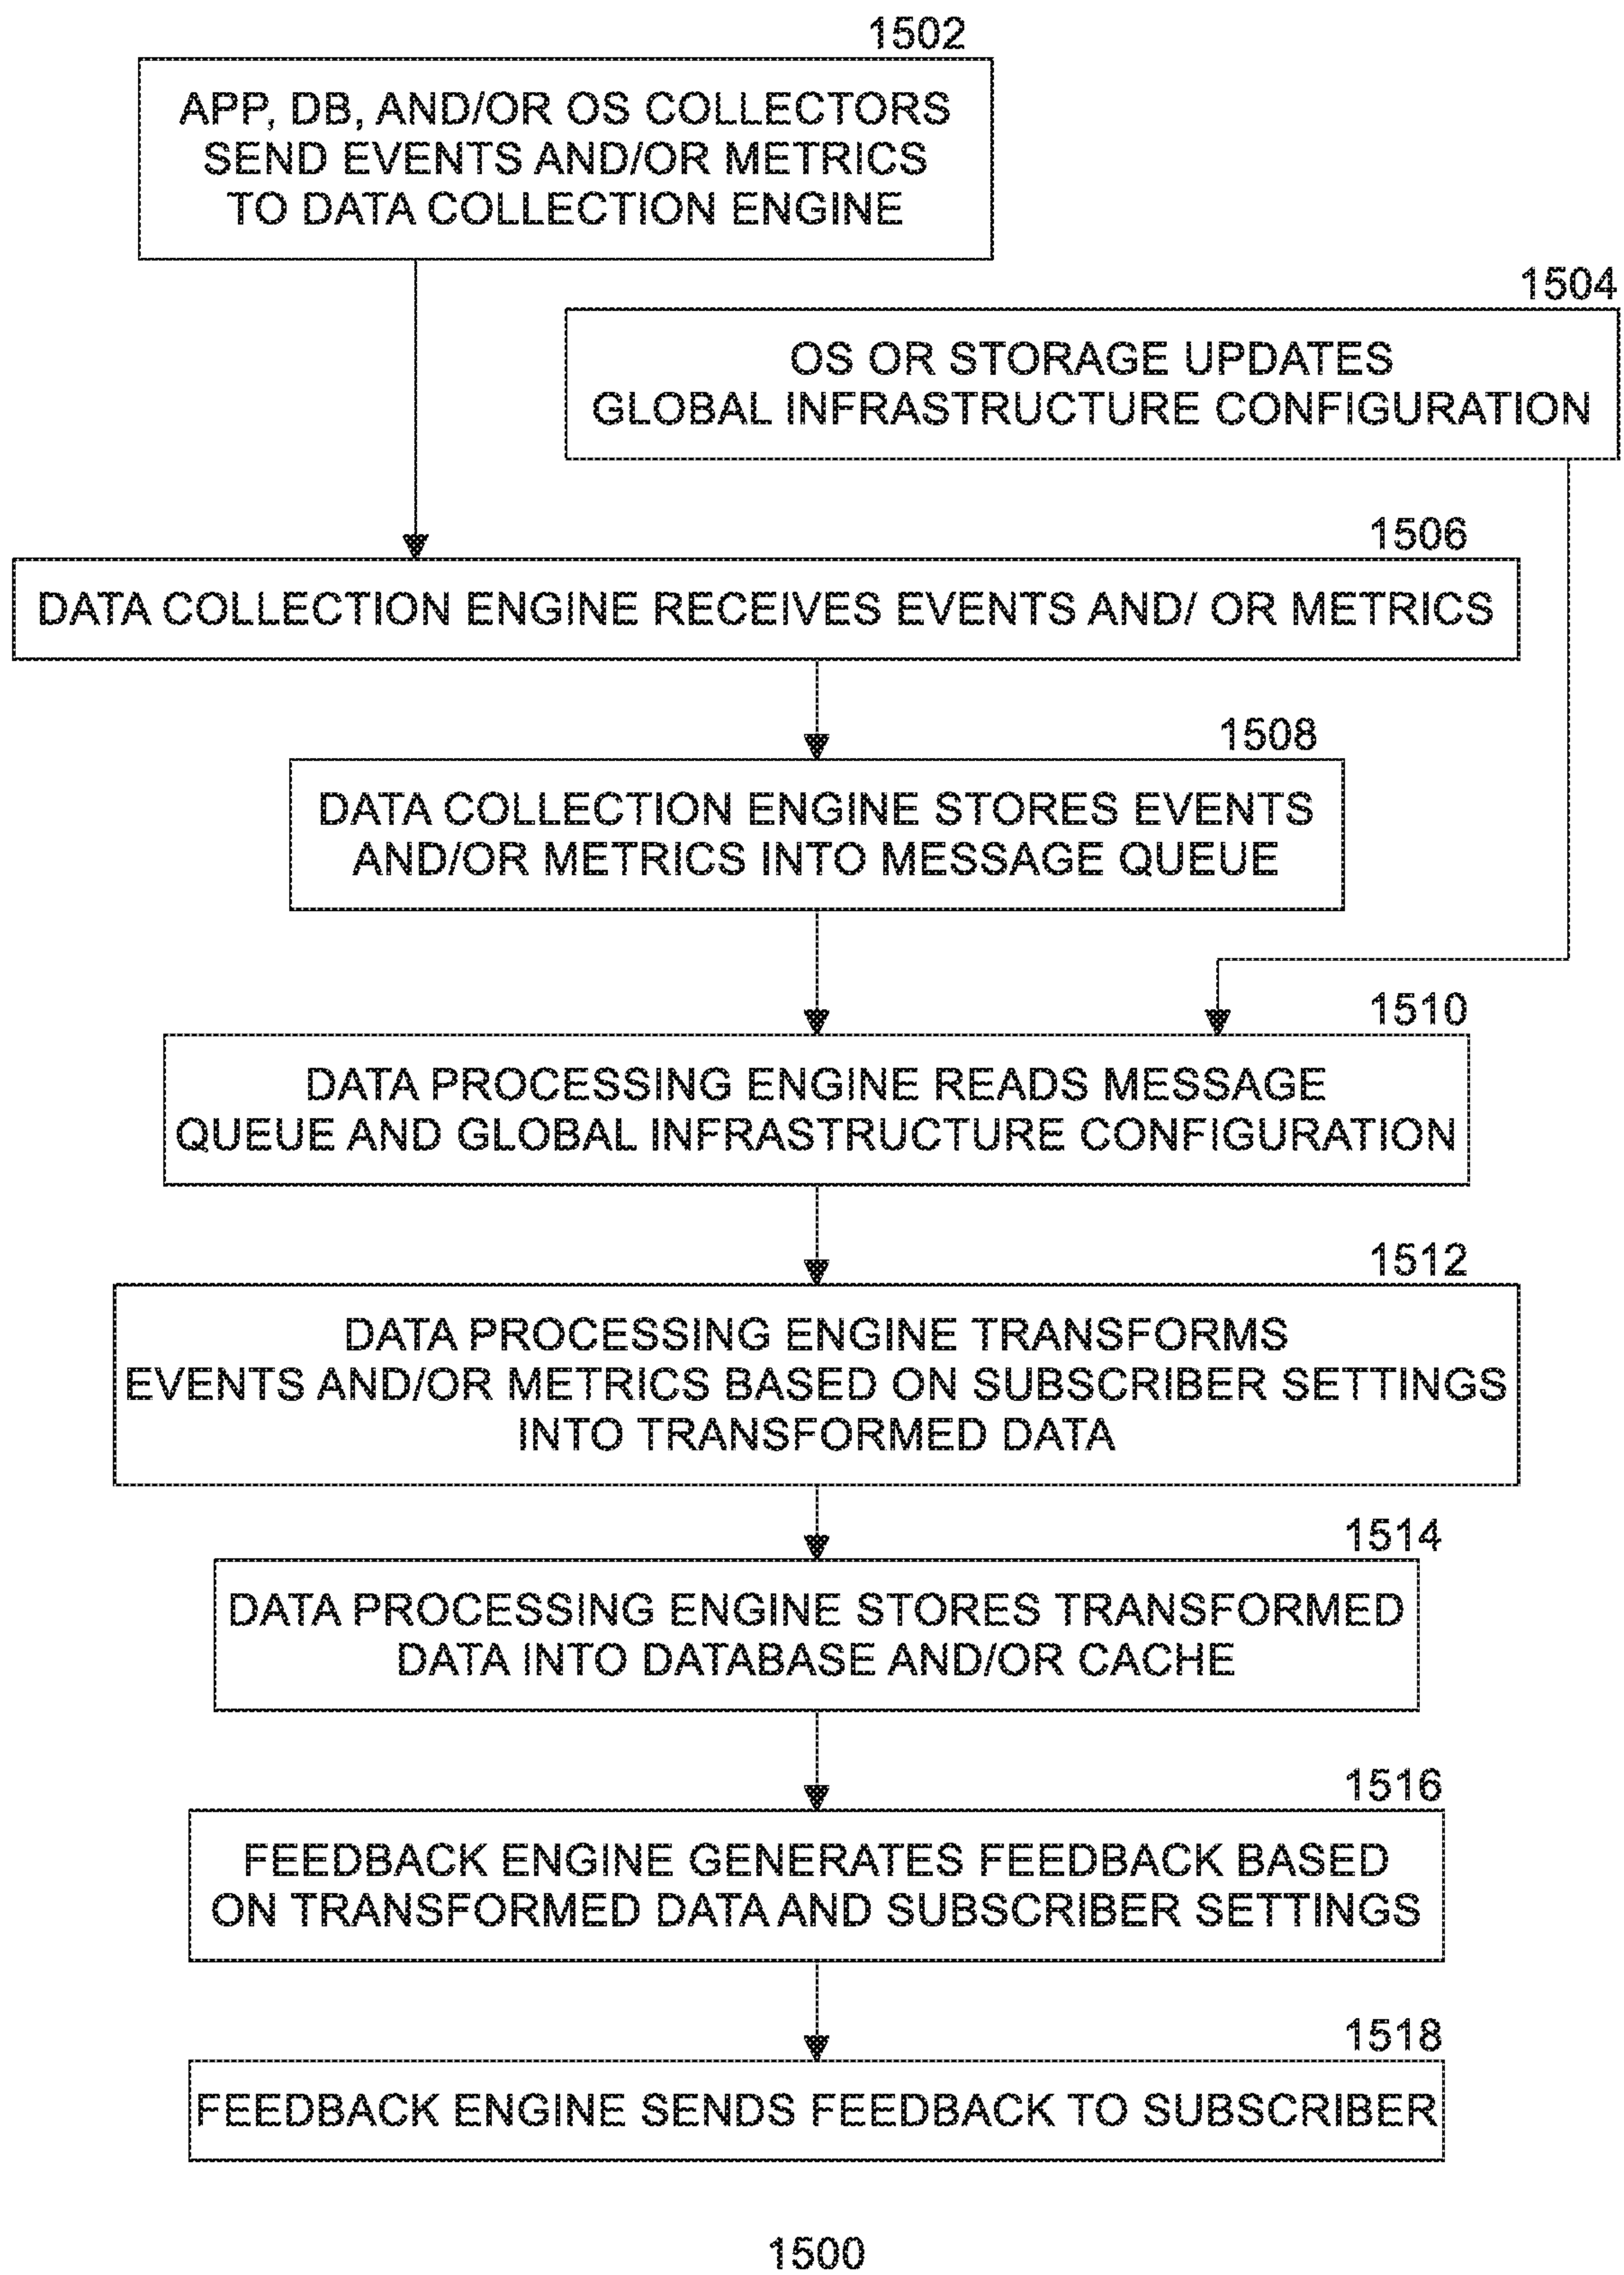 1502
APP, DB, AND/OR OS COLLECTORS
SEND EVENTS AND/OR METRICS
TO DATA COLLECTION ENGINE
1504
OS OR STORAGE UPDATES
GLOBAL INFRASTRUCTURE CONFIGURATION
1506
DATA COLLECTION ENGINE RECEIVES EVENTS AND/ OR METRICS
1508
DATA COLLECTION ENGINE STORES EVENTS
AND/OR METRICS INTO MESSAGE QUEUE
1510
DATA PROCESSING ENGINE READS MESSAGE
QUEUE AND GLOBAL INFRASTRUCTURE CONFIGURATION
1512
DATA PROCESSING ENGINE TRANSFORMS
EVENTS AND/OR METRICS BASED ON SUBSCRIBER SETTINGS
INTO TRANSFORMED DATA
1514
DATA PROCESSING ENGINE STORES TRANSFORMED
DATA INTO DATABASE AND/OR CACHE
1516
FEEDBACK ENGINE GENERATES FEEDBACK BASED
ON TRANSFORMED DATA AND SUBSCRIBER SETTINGS
1518
FEEDBACK ENGINE SENDS FEEDBACK TO SUBSCRIBER
1500